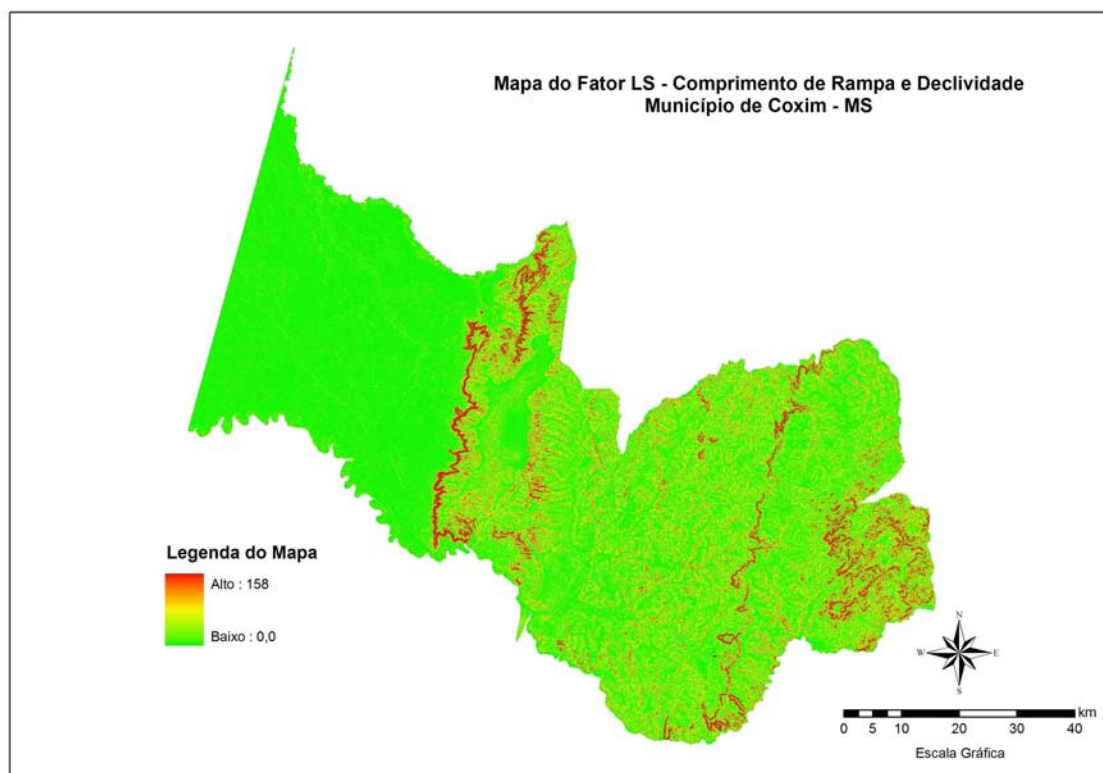 Mapa do Fator LS - Comprimento de Rampa e Declividade
Município de Coxim - MS
Legenda do Mapa
Alto : 158
Baixo : 0,0
N
W
E
S
km
0 5 10 20 30 40
Escala Gráfica